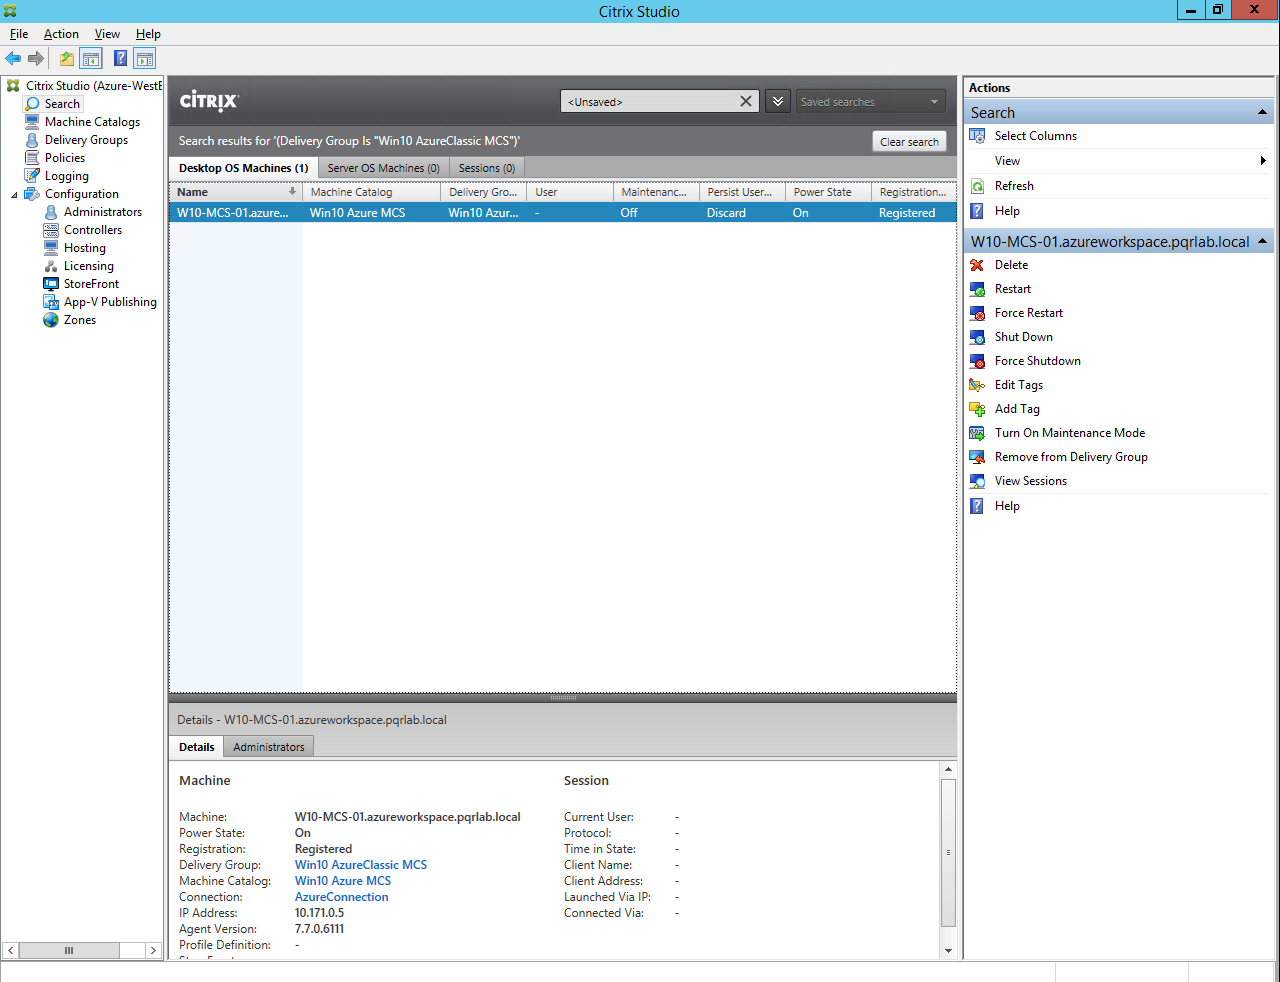 Citrix Studio
File Action View Help
Citrix Studio (Azure-WestE
Search
Machine Catalogs
Delivery Groups
Policies
Logging
Configuration
Administrators
Controllers
Hosting
Licensing
StoreFront
App-V Publishing
Zones
CITRIX
<Unsaved>
Saved searches
Search results for '(Delivery Group Is "Win10 AzureClassic MCS")'
Clear search
Desktop OS Machines (1) Server OS Machines (0) Sessions (0)
Name Machine Catalog Delivery Gro... User Maintenanc... Persist User... Power State Registration...
W10-MCS-01.azure... Win10 Azure MCS Win10 Azur... - Off Discard On Registered
Details - W10-MCS-01.azureworkspace.pqrlab.local
Details Administrators
Machine
Machine: W10-MCS-01.azureworkspace.pqrlab.local
Power State: On
Registration: Registered
Delivery Group: Win10 AzureClassic MCS
Machine Catalog: Win10 Azure MCS
Connection: AzureConnection
IP Address: 10.171.0.5
Agent Version: 7.7.0.6111
Profile Definition: -
Session
Current User: -
Protocol: -
Time in State: -
Client Name: -
Client Address: -
Launched Via IP: -
Connected Via: -
Actions
Search
Select Columns
View
Refresh
Help
W10-MCS-01.azureworkspace.pqrlab.local
Delete
Restart
Force Restart
Shut Down
Force Shutdown
Edit Tags
Add Tag
Turn On Maintenance Mode
Remove from Delivery Group
View Sessions
Help